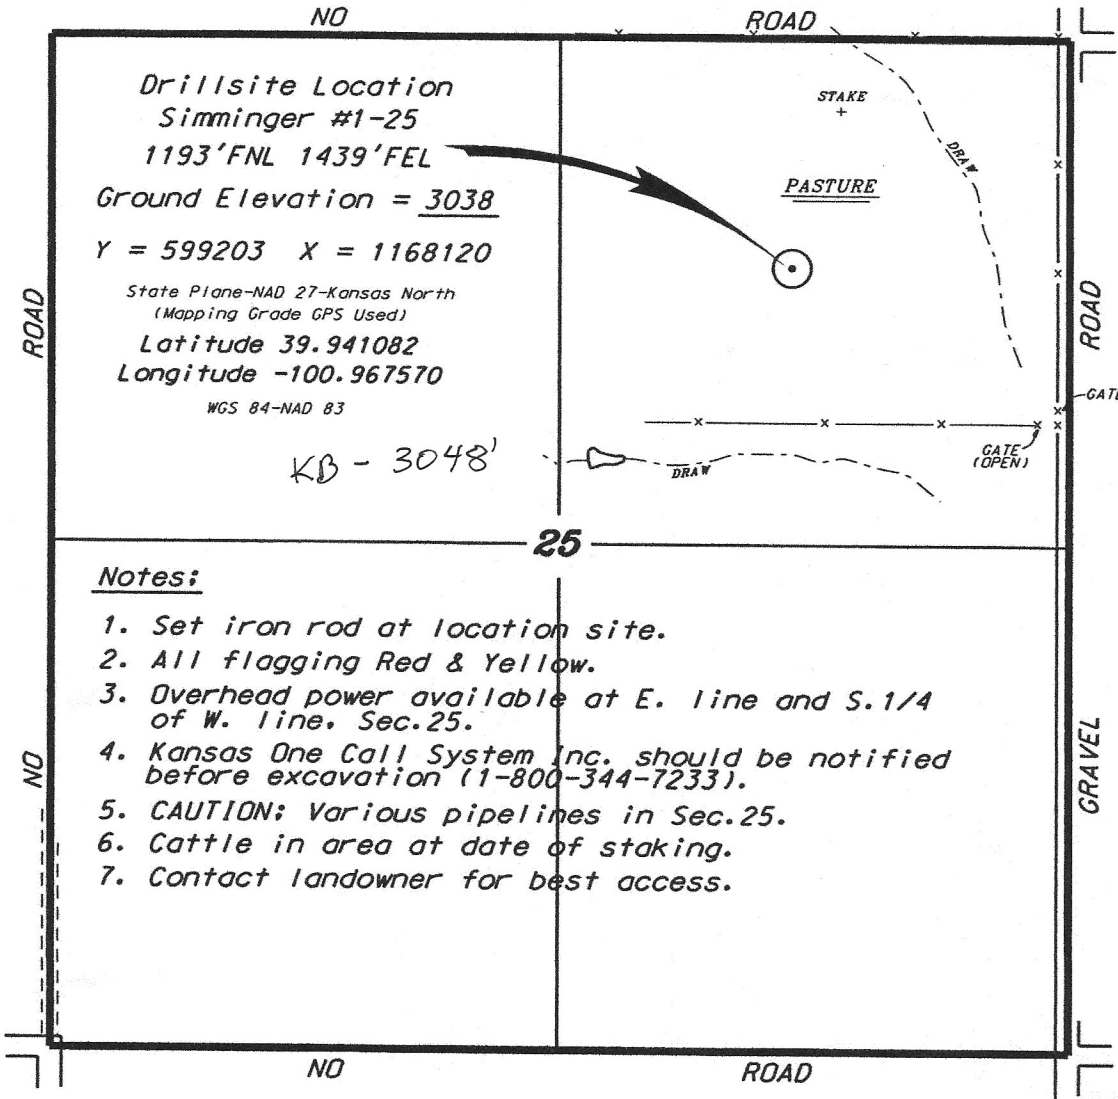 NO ROAD
Drillsite Location
Simminger #1-25
1193'FNL 1439'FEL
Ground Elevation = 3038
Y = 599203 X = 1168120
State Plane-NAD 27-Kansas North
(Mapping Grade GPS Used)
Latitude 39.941082
Longitude -100.967570
WGS 84-NAD 83
KB - 3048'
STAKE
+
DRAW
PASTURE
ROAD
ROAD
GATE
GATE
(OPEN)
DRAW
25
Notes:
1. Set iron rod at location site.
2. All flagging Red & Yellow.
3. Overhead power available at E. line and S.1/4
of W. line, Sec.25.
4. Kansas One Call System Inc. should be notified
before excavation (1-800-344-7233).
5. CAUTION: Various pipelines in Sec.25.
6. Cattle in area at date of staking.
7. Contact landowner for best access.
NO
GRAVEL
NO ROAD